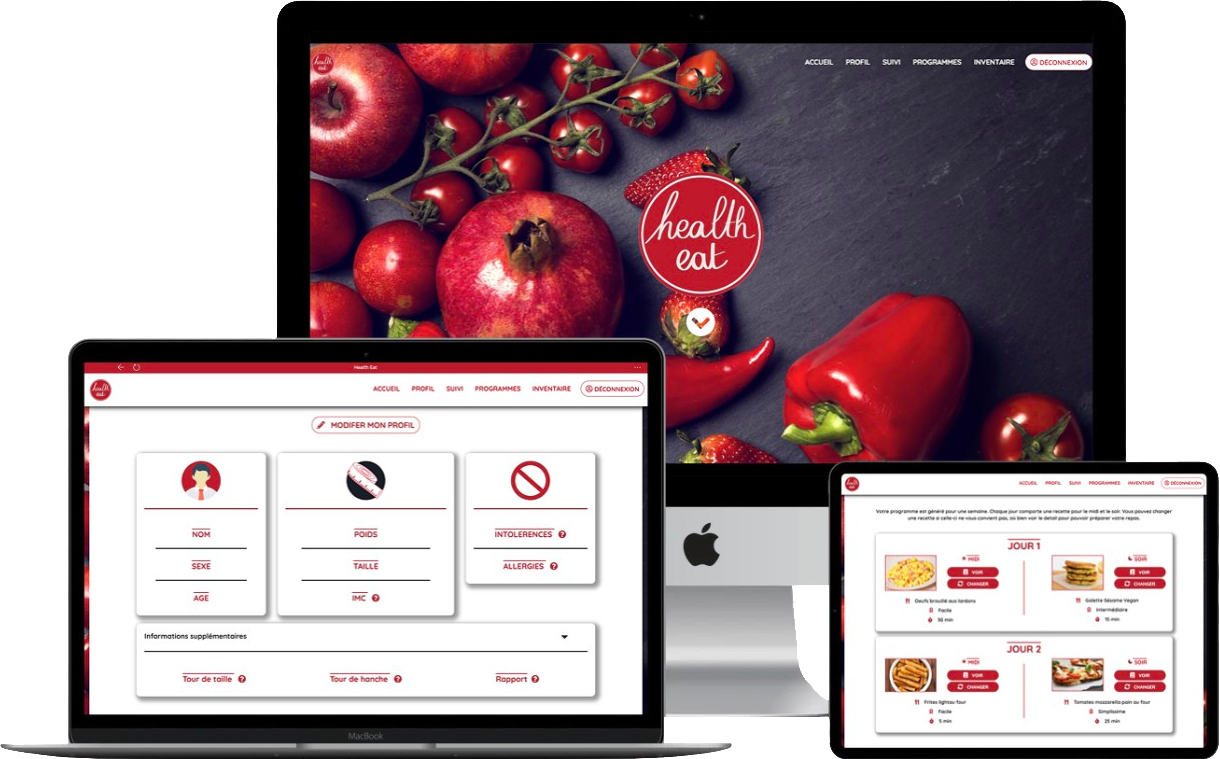 health
eat
ACCUEIL PROFIL SUIVI PROGRAMMES INVENTAIRE DÉCONNEXION
health
eat
Health Eat
health
eat
ACCUEIL PROFIL SUIVI PROGRAMMES INVENTAIRE DÉCONNEXION
MODIFER MON PROFIL
NOM
SEXE
AGE
POIDS
TAILLE
IMC ?
INTOLERENCES ?
ALLERGIES ?
Informations supplémentaires
Tour de taille ?
Tour de hanche ?
Rapport ?
MacBook
health
eat
ACCUEIL PROFIL SUIVI PROGRAMMES INVENTAIRE DÉCONNEXION
Votre programme est généré pour une semaine. Chaque jour comporte une recette pour le midi et le soir. Vous pouvez changer
une recette si celle-ci ne vous convient pas, ou bien voir le detail pour pouvoir préparer votre repas.
JOUR 1
MIDI
VOIR
CHANGER
Oeufs brouillé aux lardons
Facile
30 min
SOIR
VOIR
CHANGER
Galette Sésame Vegan
Intermédiaire
15 min
JOUR 2
MIDI
VOIR
CHANGER
Frites lightau four
Facile
5 min
SOIR
VOIR
CHANGER
Tomates mozzarella pain au four
Simplissime
25 min